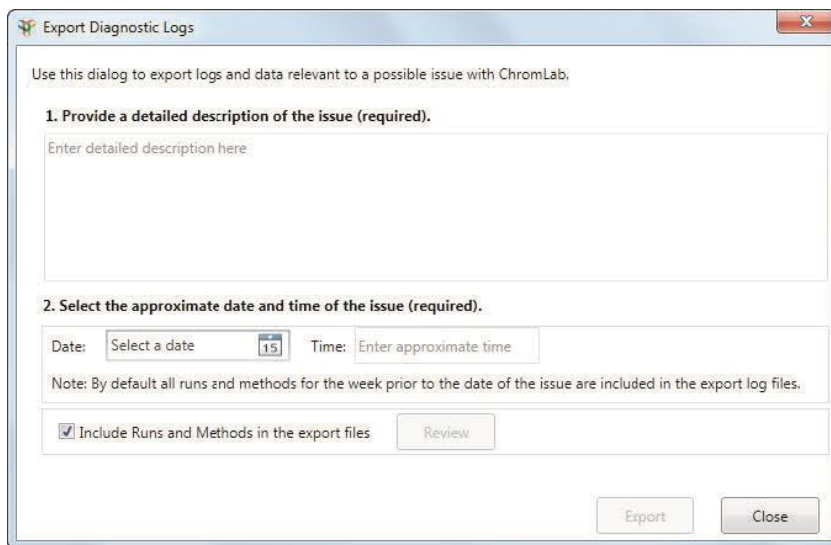 Export Diagnostic Logs
Use this dialog to export logs and data relevant to a possible issue with ChromLab.
1. Provide a detailed description of the issue (required).
Enter detailed description here
2. Select the approximate date and time of the issue (required).
Date: Select a date 15 Time: Enter approximate time
Note: By default all runs and methods for the week prior to the date of the issue are included in the export log files.
Include Runs and Methods in the export files Review
Export Close